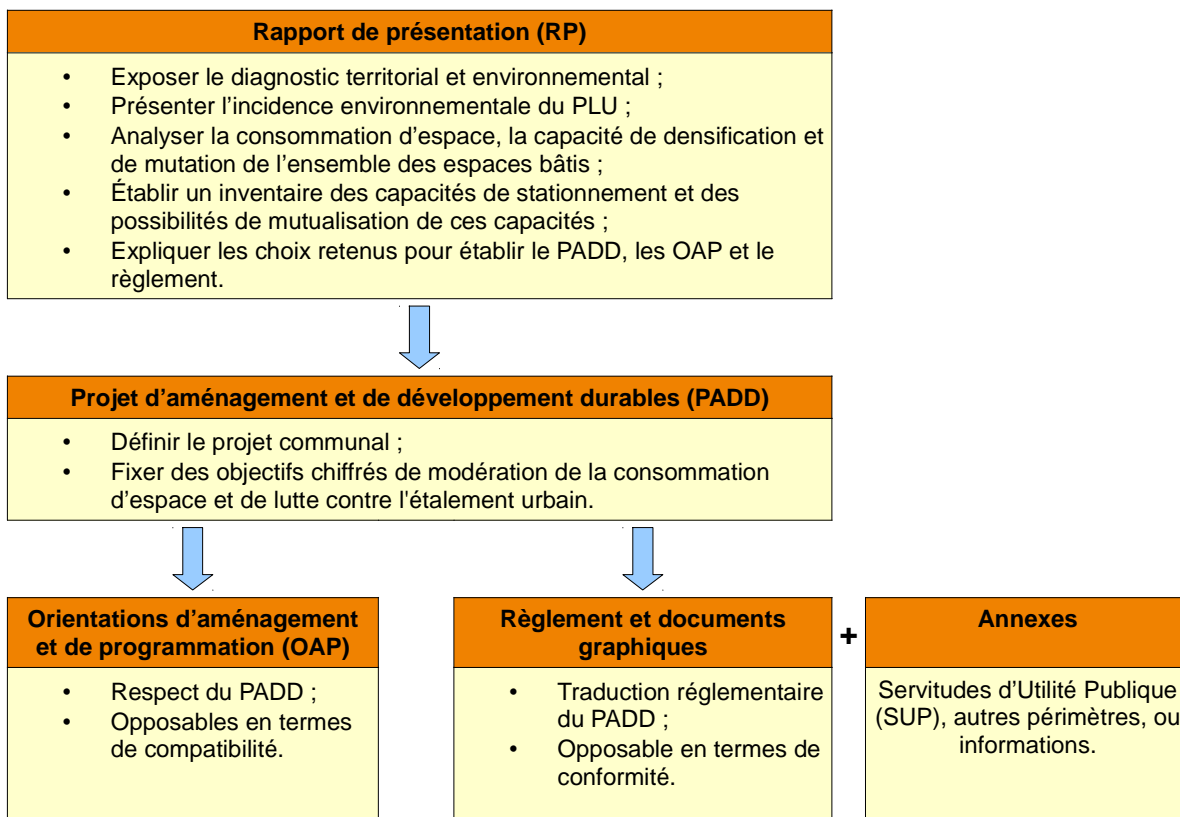 Rapport de présentation (RP)
• Exposer le diagnostic territorial et environnemental ;
• Présenter l'incidence environnementale du PLU ;
• Analyser la consommation d'espace, la capacité de densification et
de mutation de l'ensemble des espaces bâtis ;
• Établir un inventaire des capacités de stationnement et des
possibilités de mutualisation de ces capacités ;
• Expliquer les choix retenus pour établir le PADD, les OAP et le
règlement.
Projet d'aménagement et de développement durables (PADD)
• Définir le projet communal ;
• Fixer des objectifs chiffrés de modération de la consommation
d'espace et de lutte contre l'étalement urbain.
Orientations d'aménagement
et de programmation (OAP)
• Respect du PADD ;
• Opposables en termes
de compatibilité.
Règlement et documents
graphiques
• Traduction réglementaire
du PADD ;
• Opposable en termes de
conformité.
+
Annexes
Servitudes d'Utilité Publique
(SUP), autres périmètres, ou
informations.